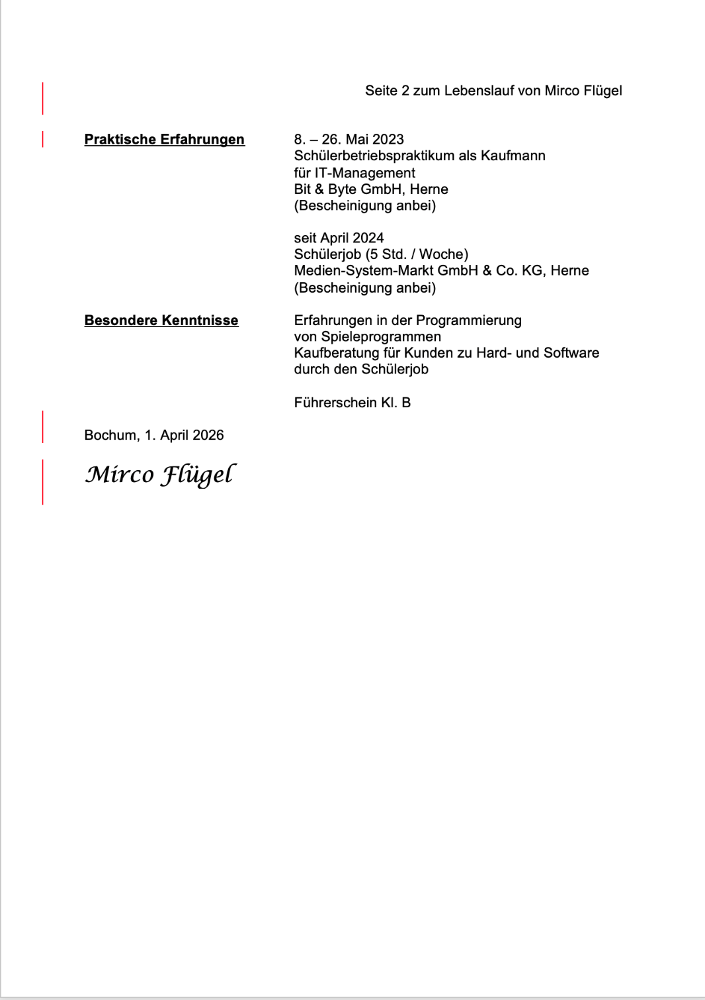 Seite 2 zum Lebenslauf von Mirco Flügel
Praktische Erfahrungen 8. – 26. Mai 2023
Schülerbetriebspraktikum als Kaufmann
für IT-Management
Bit & Byte GmbH, Herne
(Bescheinigung anbei)
seit April 2024
Schülerjob (5 Std. / Woche)
Medien-System-Markt GmbH & Co. KG, Herne
(Bescheinigung anbei)
Besondere Kenntnisse Erfahrungen in der Programmierung
von Spieleprogrammen
Kaufberatung für Kunden zu Hard- und Software
durch den Schülerjob
Führerschein Kl. B
Bochum, 1. April 2026
Mirco Flügel